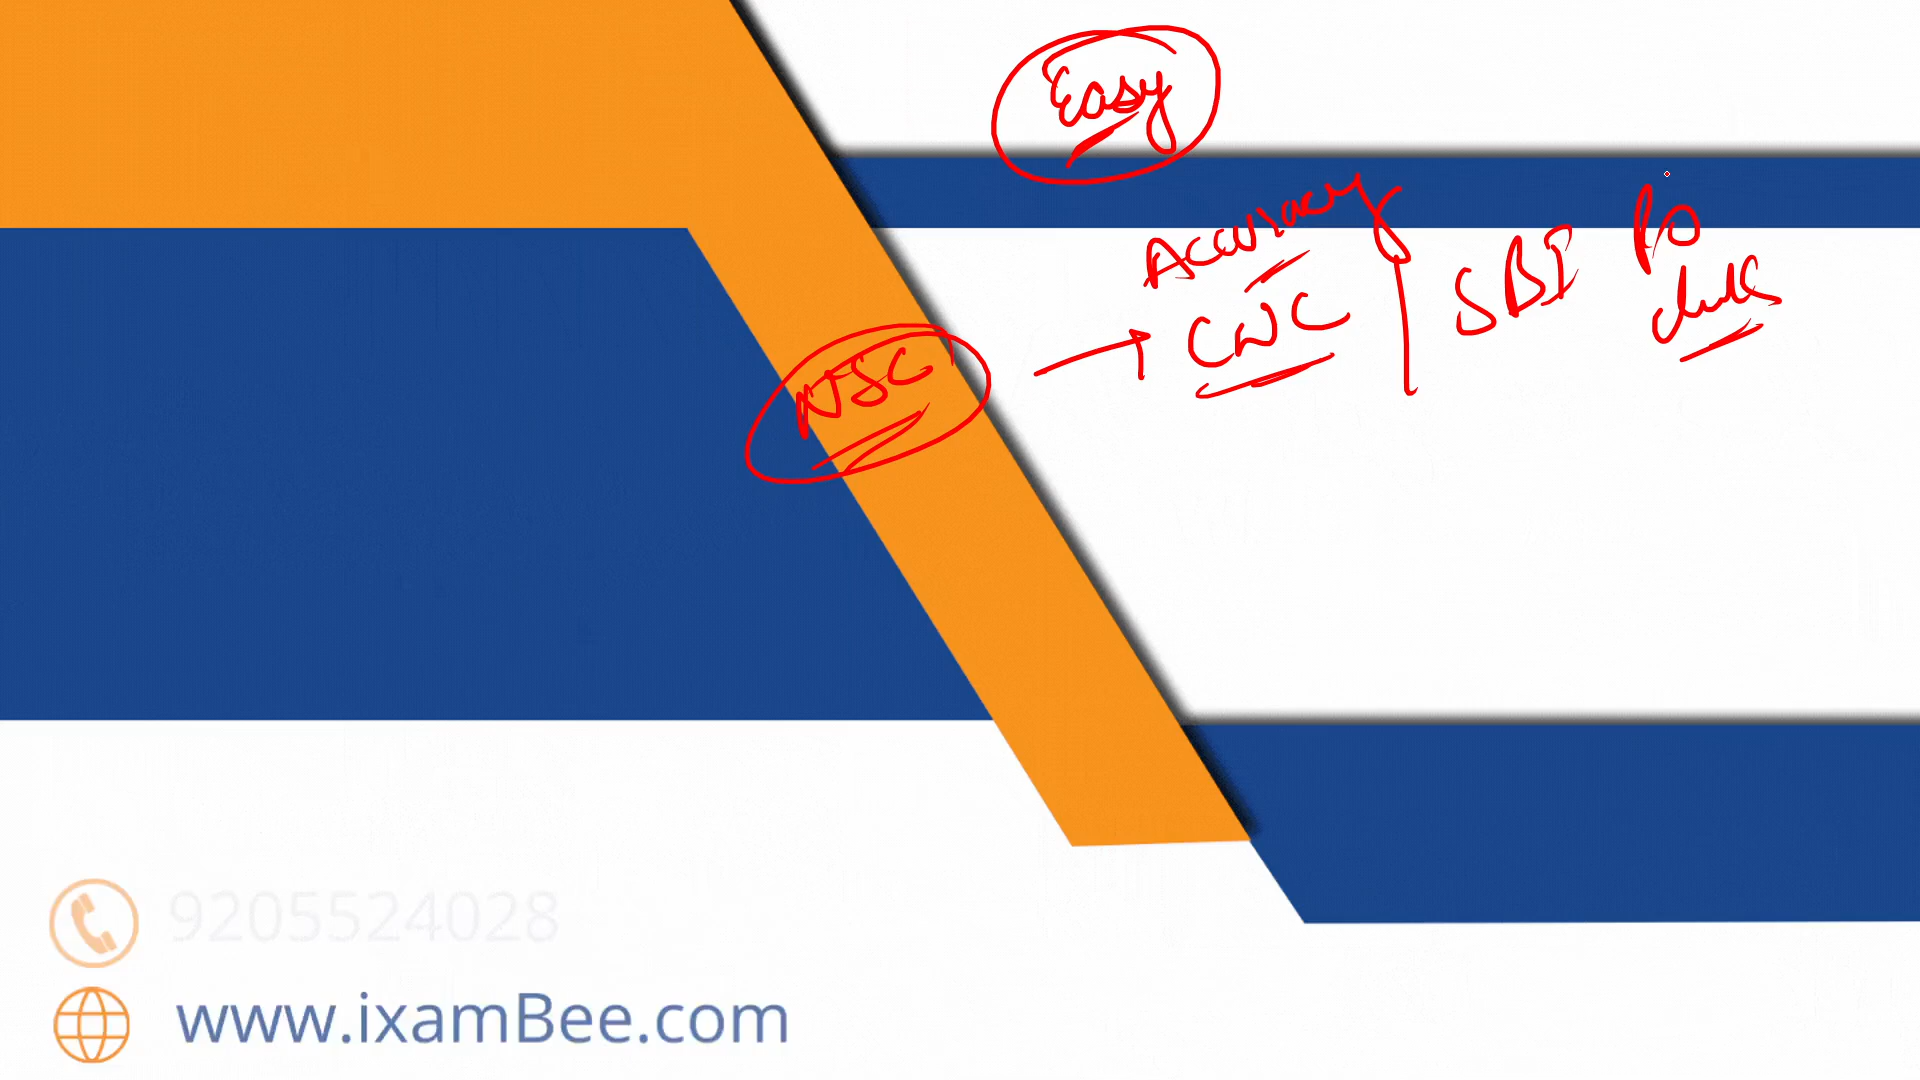 Easy
Accuracy
NSC → CWC | SBI PO
clerk
9205524028
www.ixamBee.com